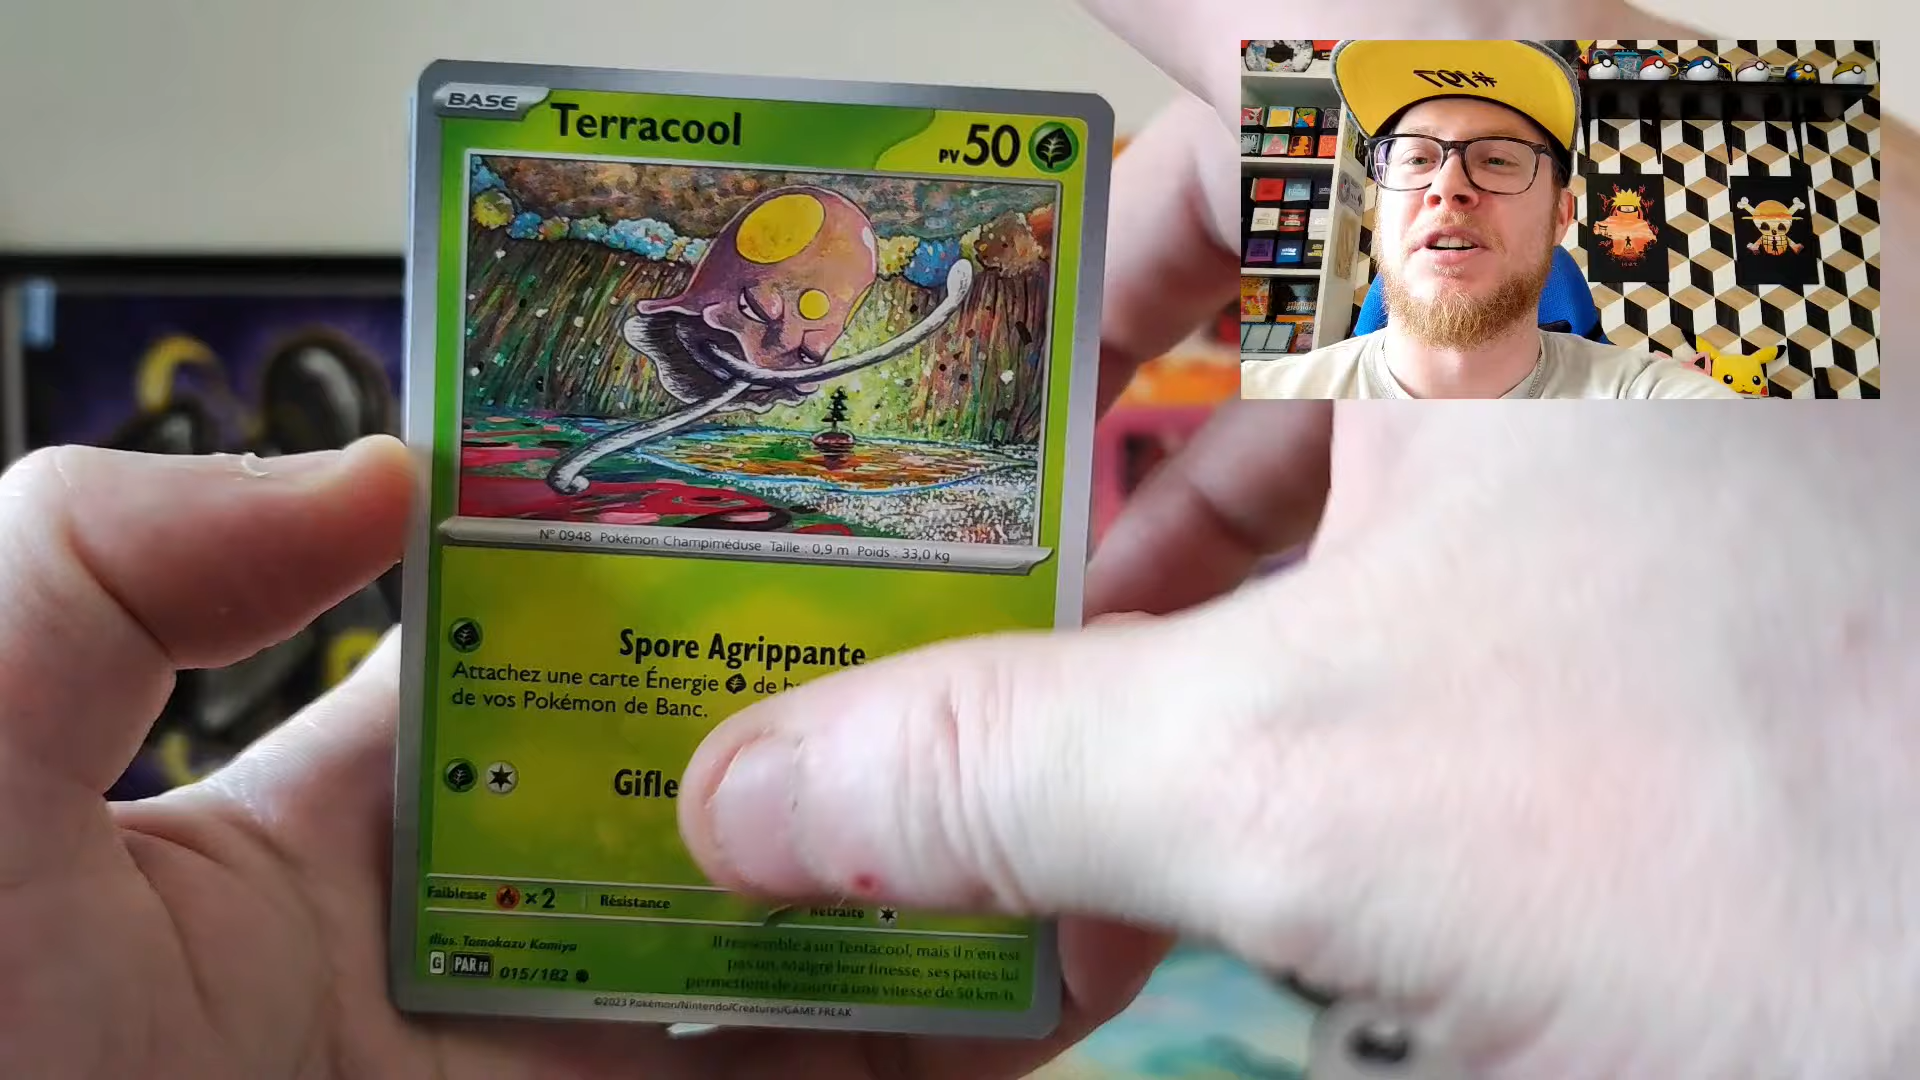 BASE Terracool PV 50
N° 0948 Pokémon Champiméduse Taille : 0,9 m Poids : 33,0 kg
Spore Agrippante
Attachez une carte Énergie de
de vos Pokémon de Banc.
Gifle
Faiblesse ×2 Résistance Retraite
Illus. Tomokazu Komiya
G PAR FR 015/182
Il ressemble à un Tentacool, mais il n'en est
pas un. Malgré leur finesse, ses pattes lui
permettent de courir à une vitesse de 50 km/h.
©2023 Pokémon/Nintendo/Creatures/GAME FREAK
#197